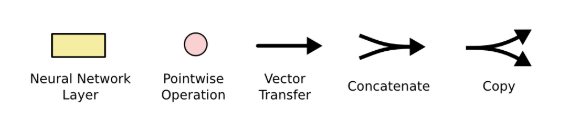 Neural Network
Layer
Pointwise
Operation
Vector
Transfer
Concatenate
Copy